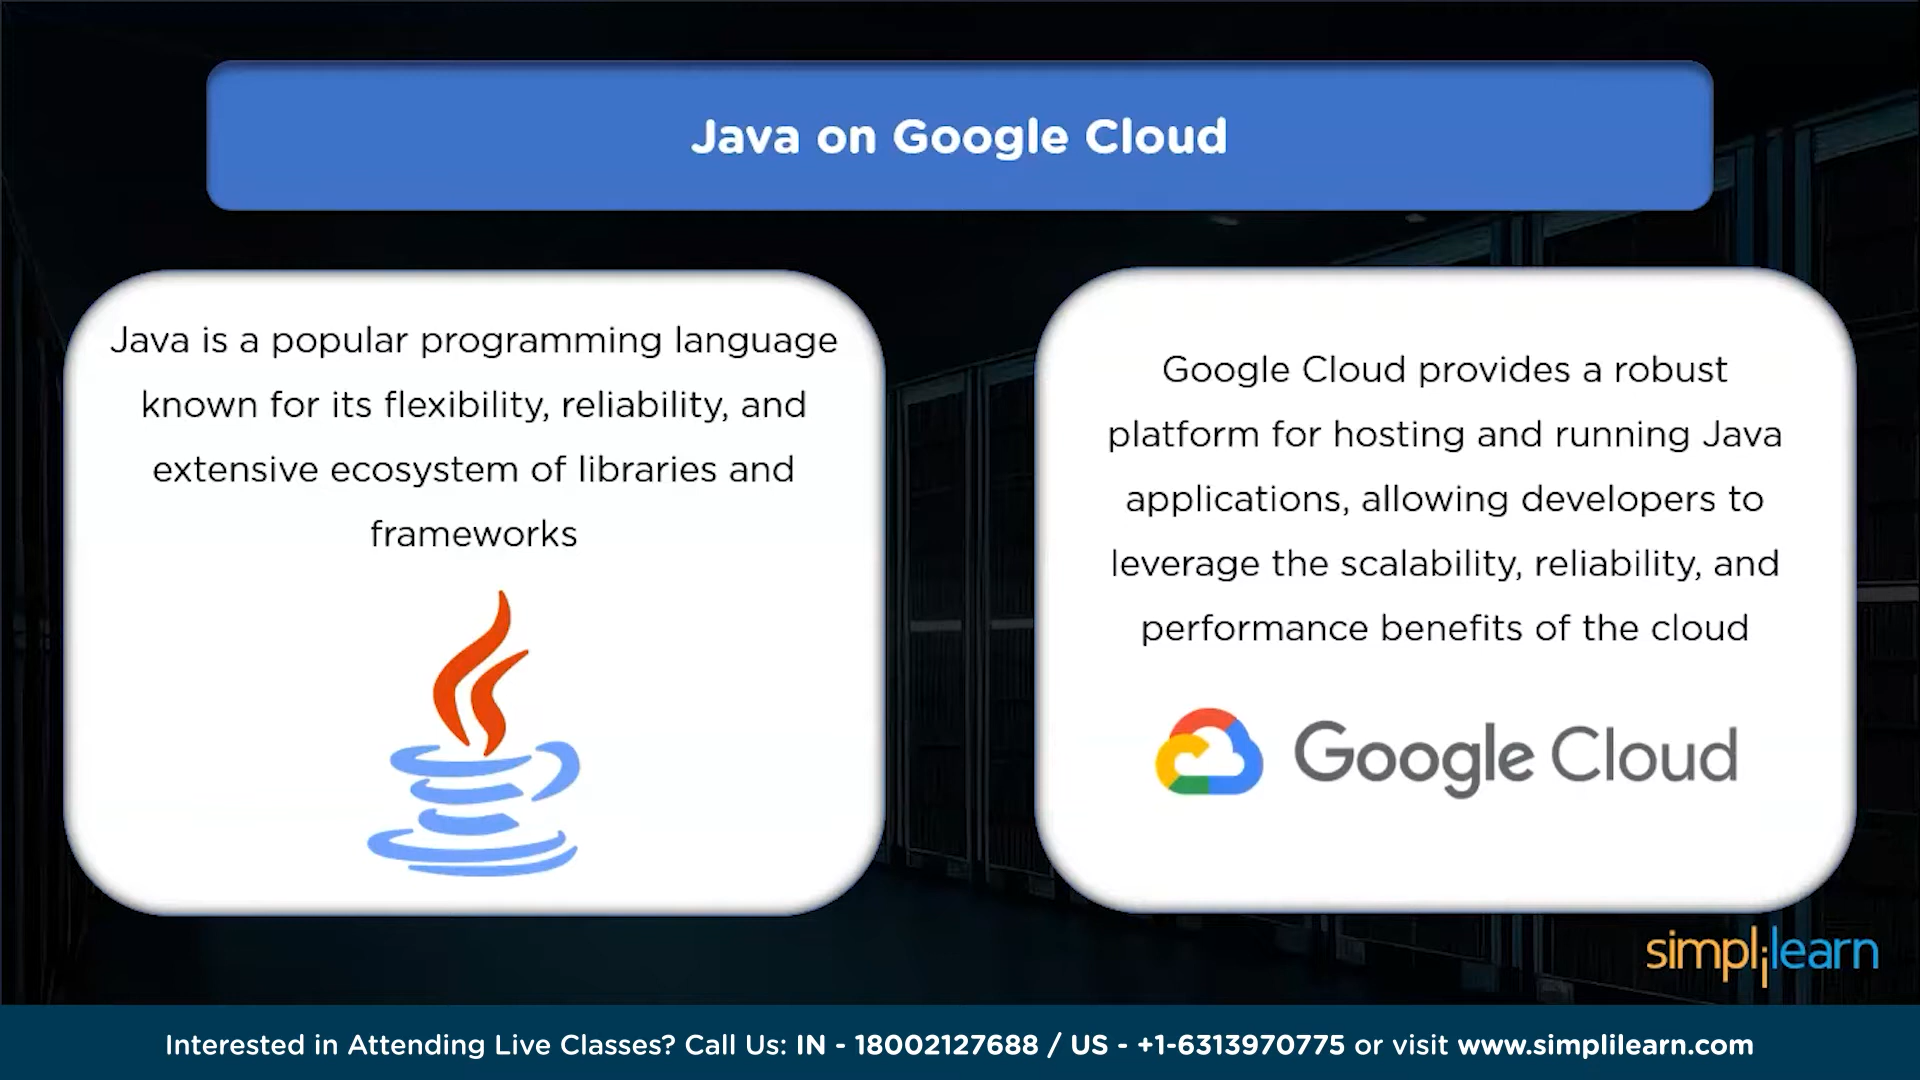 Java on Google Cloud
Java is a popular programming language
known for its flexibility, reliability, and
extensive ecosystem of libraries and
frameworks
Google Cloud provides a robust
platform for hosting and running Java
applications, allowing developers to
leverage the scalability, reliability, and
performance benefits of the cloud
Google Cloud
simplilearn
Interested in Attending Live Classes? Call Us: IN - 18002127688 / US - +1-6313970775 or visit www.simplilearn.com